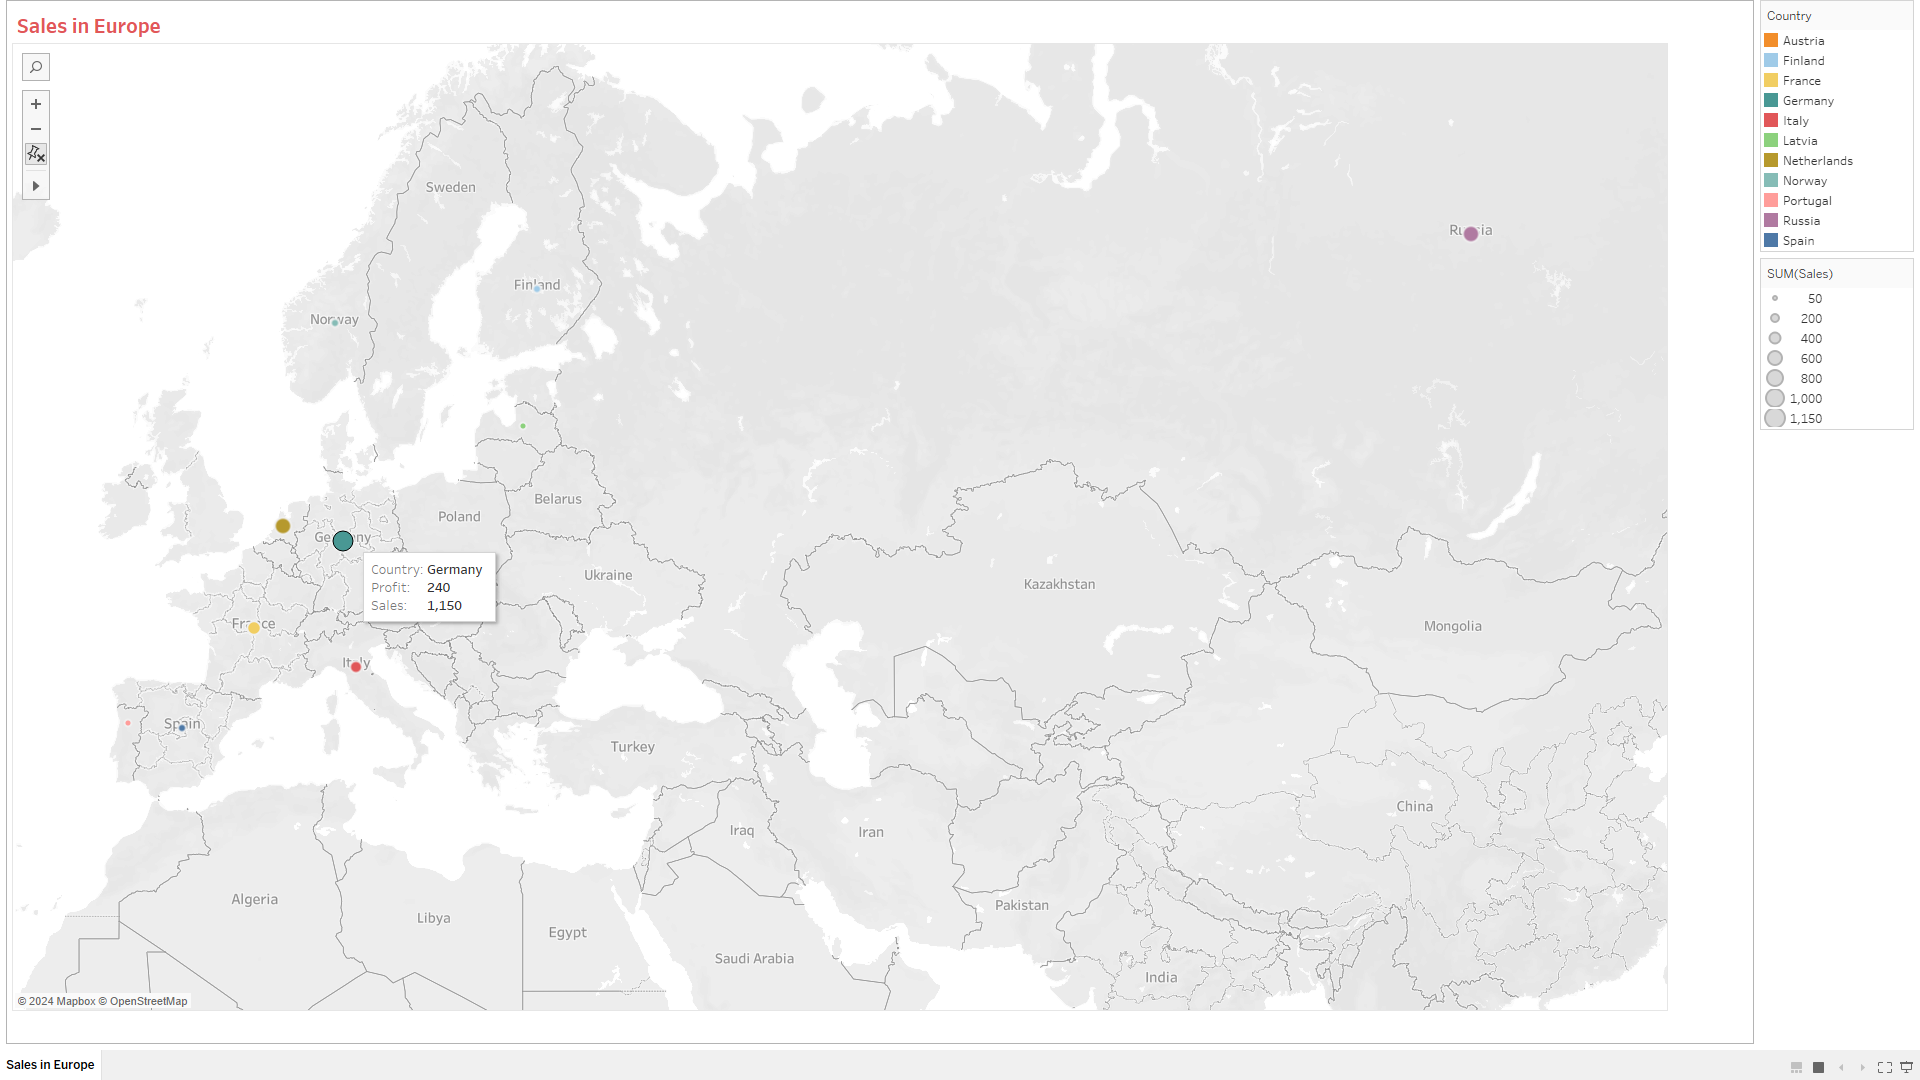 Sales in Europe
Country
Austria
Finland
France
Germany
Italy
Latvia
Netherlands
Norway
Portugal
Russia
Spain
SUM(Sales)
50
200
400
600
800
1,000
1,150
Sweden
Russia
Finland
Norway
Belarus
Poland
Germany
Country: Germany
Profit: 240
Sales: 1,150
Ukraine
Kazakhstan
France
Mongolia
Italy
Spain
Turkey
China
Iraq
Iran
Algeria
Pakistan
Libya
Egypt
Saudi Arabia
India
© 2024 Mapbox © OpenStreetMap
Sales in Europe